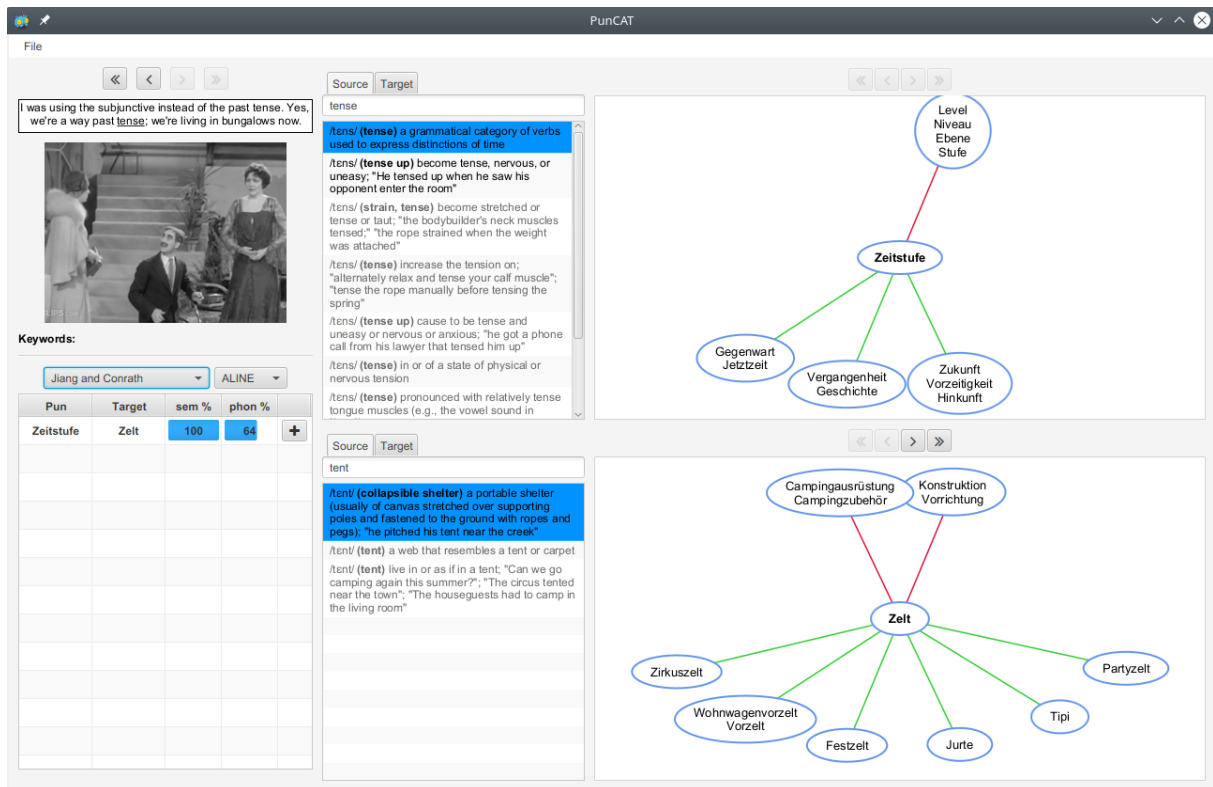 PunCAT
File
I was using the subjunctive instead of the past tense. Yes,
we're a way past tense; we're living in bungalows now.
Keywords:
Jiang and Conrath
ALINE
Pun Target sem % phon %
Zeitstufe Zelt 100 64
Source Target
tense
/tɛns/ (tense) a grammatical category of verbs
used to express distinctions of time
/tɛns/ (tense up) become tense, nervous, or
uneasy; "He tensed up when he saw his
opponent enter the room"
/tɛns/ (strain, tense) become stretched or
tense or taut; "the bodybuilder's neck muscles
tensed;" "the rope strained when the weight
was attached"
/tɛns/ (tense) increase the tension on;
"alternately relax and tense your calf muscle";
"tense the rope manually before tensing the
spring"
/tɛns/ (tense up) cause to be tense and
uneasy or nervous or anxious; "he got a phone
call from his lawyer that tensed him up"
/tɛns/ (tense) in or of a state of physical or
nervous tension
/tɛns/ (tense) pronounced with relatively tense
tongue muscles (e.g., the vowel sound in
Level
Niveau
Ebene
Stufe
Zeitstufe
Gegenwart
Jetztzeit
Vergangenheit
Geschichte
Zukunft
Vorzeitigkeit
Hinkunft
Source Target
tent
/tɛnt/ (collapsible shelter) a portable shelter
(usually of canvas stretched over supporting
poles and fastened to the ground with ropes and
pegs); "he pitched his tent near the creek"
/tɛnt/ (tent) a web that resembles a tent or carpet
/tɛnt/ (tent) live in or as if in a tent; "Can we go
camping again this summer?"; "The circus tented
near the town"; "The houseguests had to camp in
the living room"
Campingausrüstung
Campingzubehör
Konstruktion
Vorrichtung
Zelt
Zirkuszelt
Wohnwagenvorzelt
Vorzelt
Festzelt
Jurte
Tipi
Partyzelt